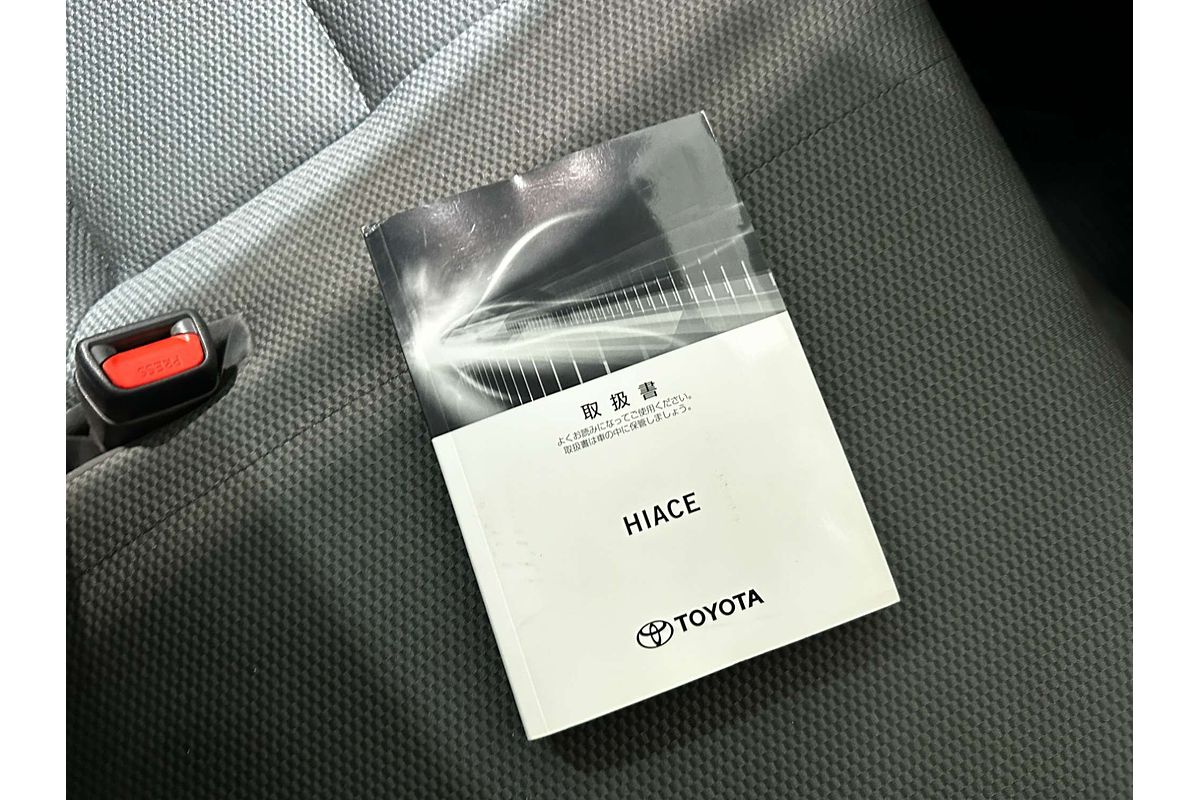 PRESS
取扱書
よくお読みになってご使用ください。
取扱書は車の中に保管しましょう。
HIACE
TOYOTA